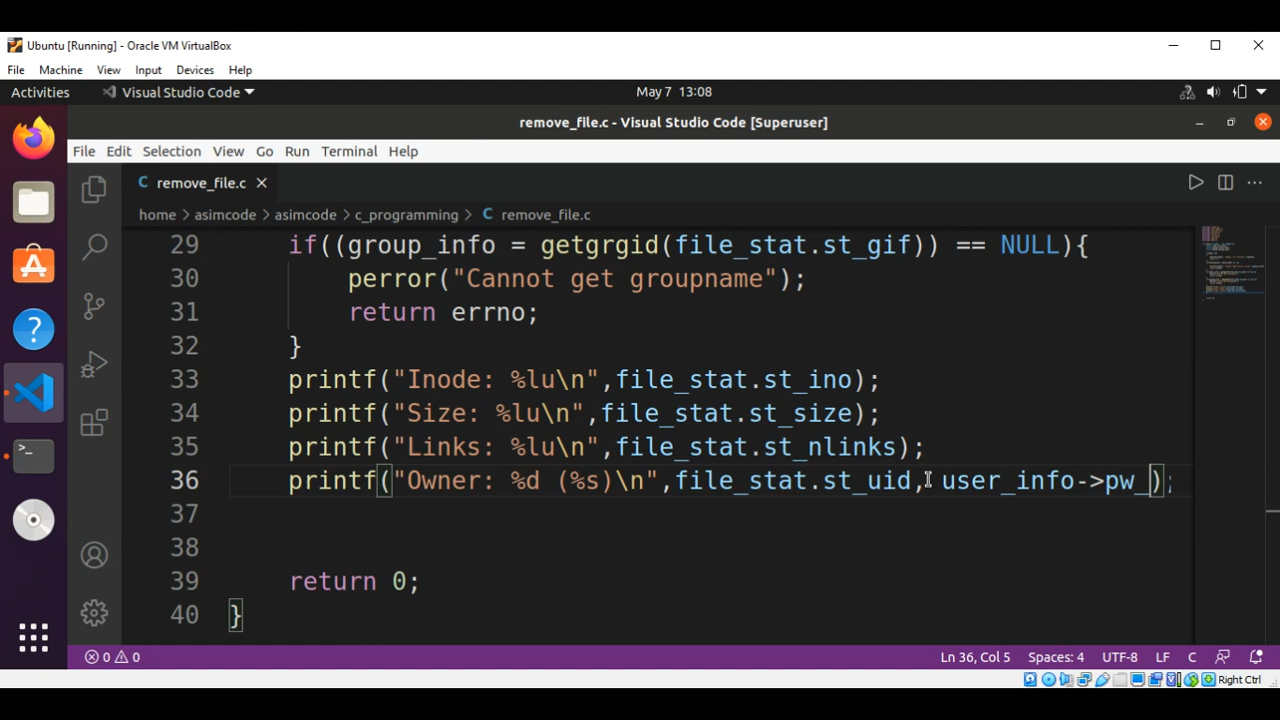 Ubuntu [Running] - Oracle VM VirtualBox
File Machine View Input Devices Help
Activities Visual Studio Code May 7 13:08
remove_file.c - Visual Studio Code [Superuser]
File Edit Selection View Go Run Terminal Help
C remove_file.c
home > asimcode > asimcode > c_programming > C remove_file.c
29 if((group_info = getgrgid(file_stat.st_gif)) == NULL){
30 perror("Cannot get groupname");
31 return errno;
32 }
33 printf("Inode: %lu\n",file_stat.st_ino);
34 printf("Size: %lu\n",file_stat.st_size);
35 printf("Links: %lu\n",file_stat.st_nlinks);
36 printf("Owner: %d (%s)\n",file_stat.st_uid, user_info->pw_);
37
38
39 return 0;
40 }
0 0 Ln 36, Col 5 Spaces: 4 UTF-8 LF C
Right Ctrl